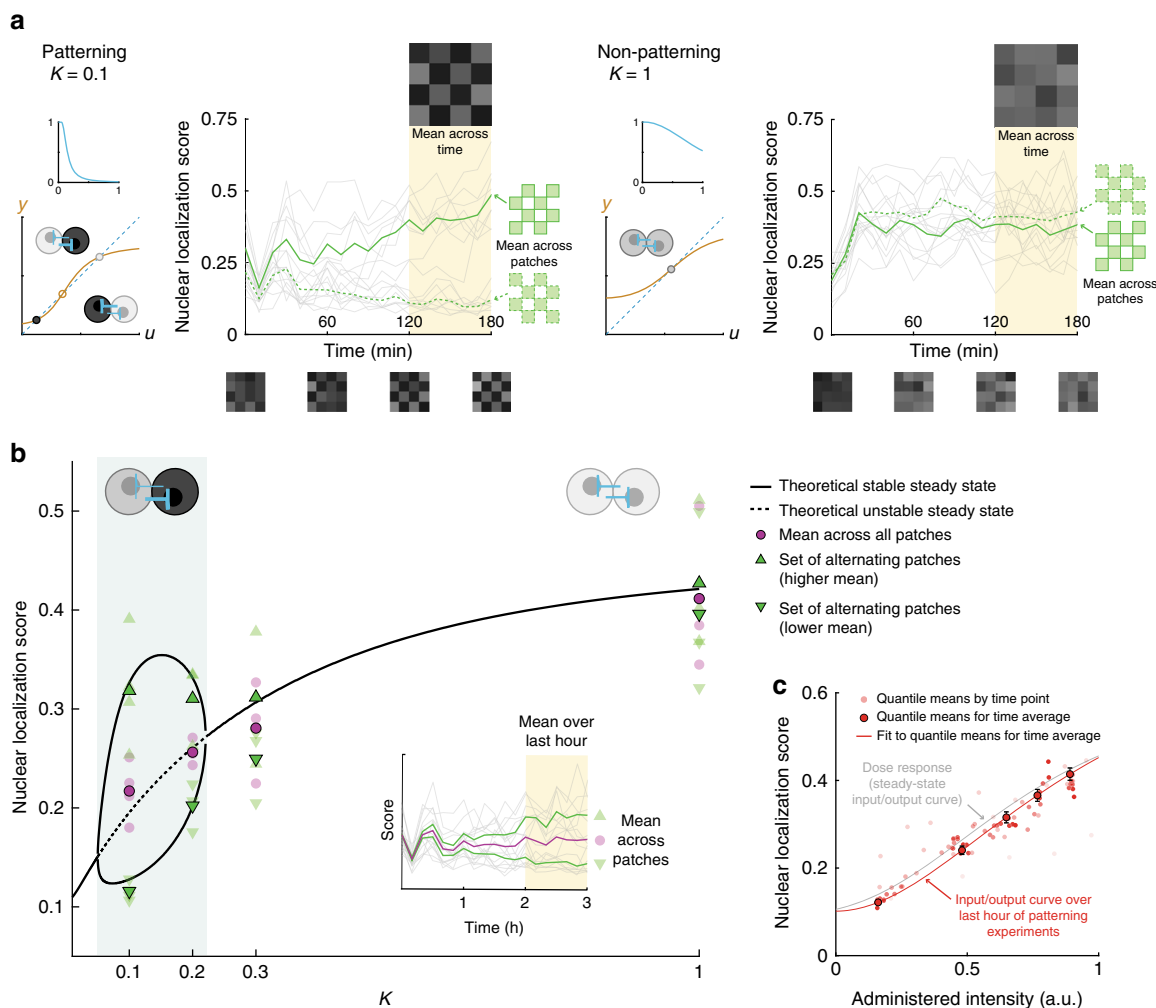 a
Patterning
K = 0.1
1
0
0
1
y
u
Nuclear localization score
0.75
0.5
0.25
0
60
120
180
Time (min)
Mean across
time
Mean across
patches
Non-patterning
K = 1
1
0
0
1
y
u
Nuclear localization score
0.75
0.5
0.25
0
60
120
180
Time (min)
Mean across
time
Mean across
patches
b
Nuclear localization score
0.5
0.4
0.3
0.2
0.1
0.1
0.2
0.3
1
K
Theoretical stable steady state
Theoretical unstable steady state
Mean across all patches
Set of alternating patches
(higher mean)
Set of alternating patches
(lower mean)
Mean over
last hour
Score
0
1
2
3
Time (h)
Mean
across
patches
c
Nuclear localization score
0.6
0.4
0.2
0
0
0.5
1
Administered intensity (a.u.)
Quantile means by time point
Quantile means for time average
Fit to quantile means for time average
Dose response
(steady-state
input/output curve)
Input/output curve over
last hour of patterning
experiments